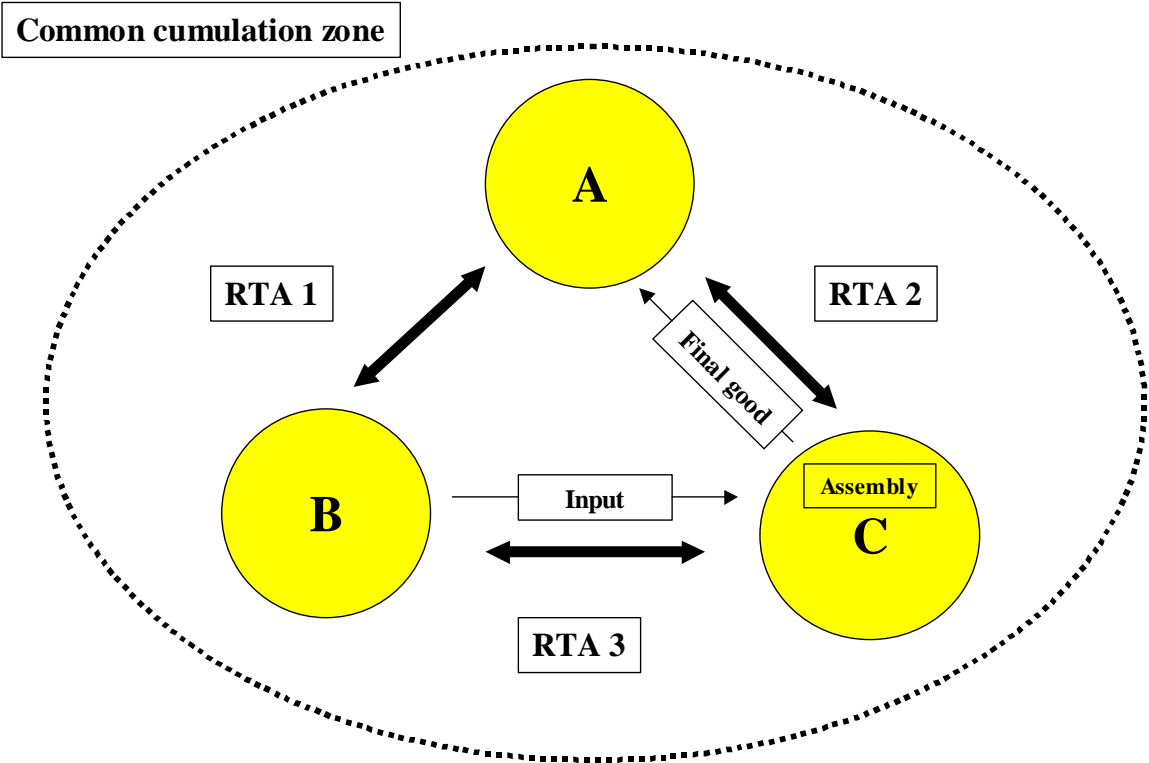 Common cumulation zone
A
RTA 1
RTA 2
Final good
B
Input
Assembly
C
RTA 3